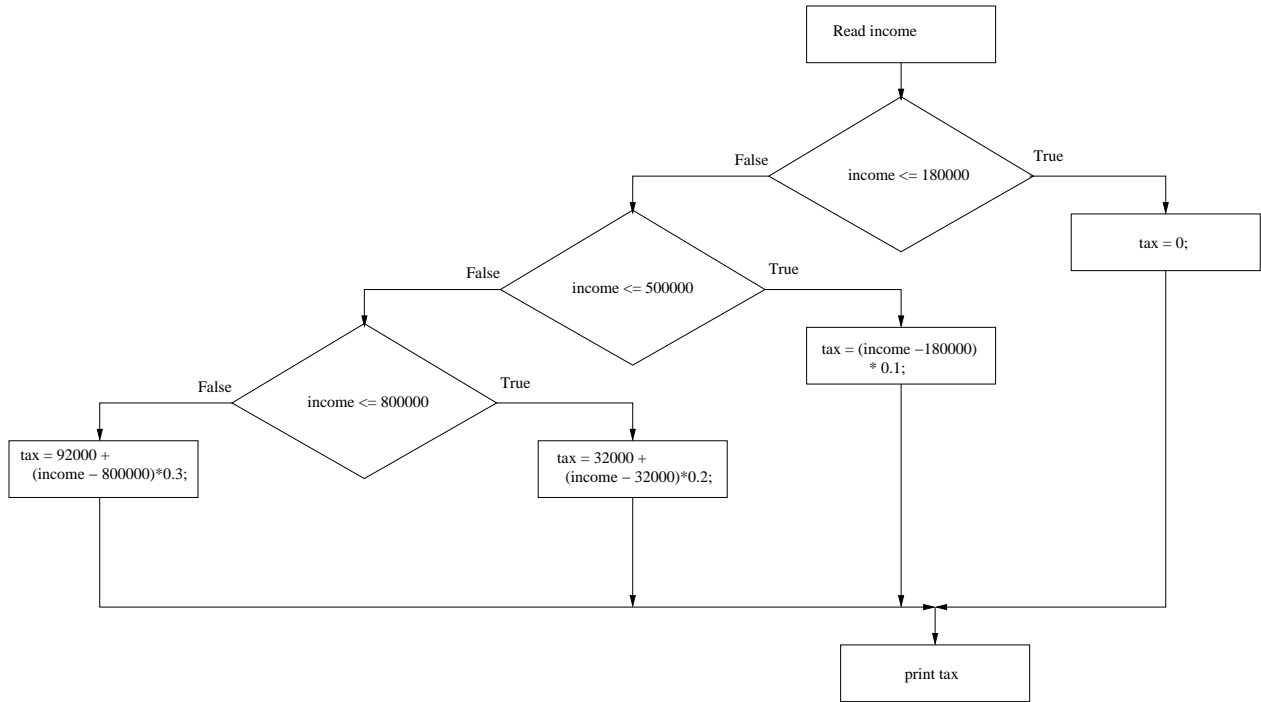 Read income
False
True
income <= 180000
tax = 0;
False
True
income <= 500000
tax = (income −180000)
* 0.1;
False
True
income <= 800000
tax = 92000 +
(income − 800000)*0.3;
tax = 32000 +
(income − 32000)*0.2;
print tax